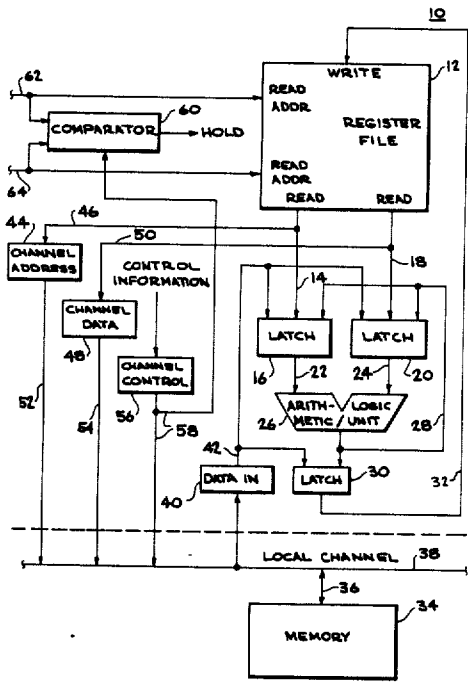 10
62
12
WRITE
60
READ
ADDR
COMPARATOR
HOLD
REGISTER
FILE
64
READ
ADDR
44
46
READ
READ
50
CHANNEL
ADDRESS
CONTROL
INFORMATION
14
18
CHANNEL
DATA
48
LATCH
LATCH
CHANNEL
CONTROL
16
22
24
20
52
54
56
58
26
ARITH-
METIC
LOGIC
UNIT
28
42
32
40
DATA IN
LATCH
30
LOCAL CHANNEL
38
36
34
MEMORY